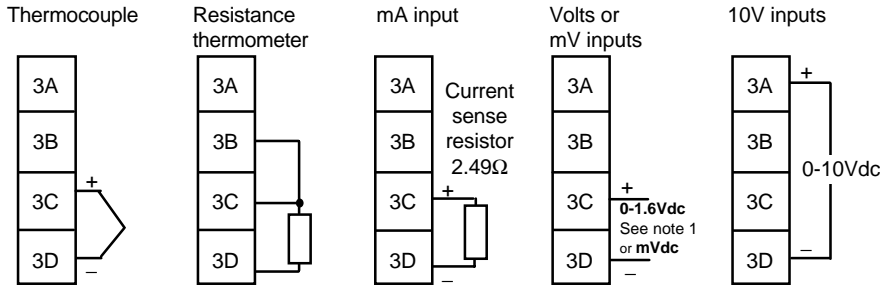 Thermocouple
3A
3B
3C
3D
+
–
Resistance
thermometer
3A
3B
3C
3D
mA input
3A
3B
3C
3D
Current
sense
resistor
2.49Ω
+
–
Volts or
mV inputs
3A
3B
3C
3D
+
0-1.6Vdc
See note 1
or mVdc
–
10V inputs
3A
3B
3C
3D
+
0-10Vdc
–